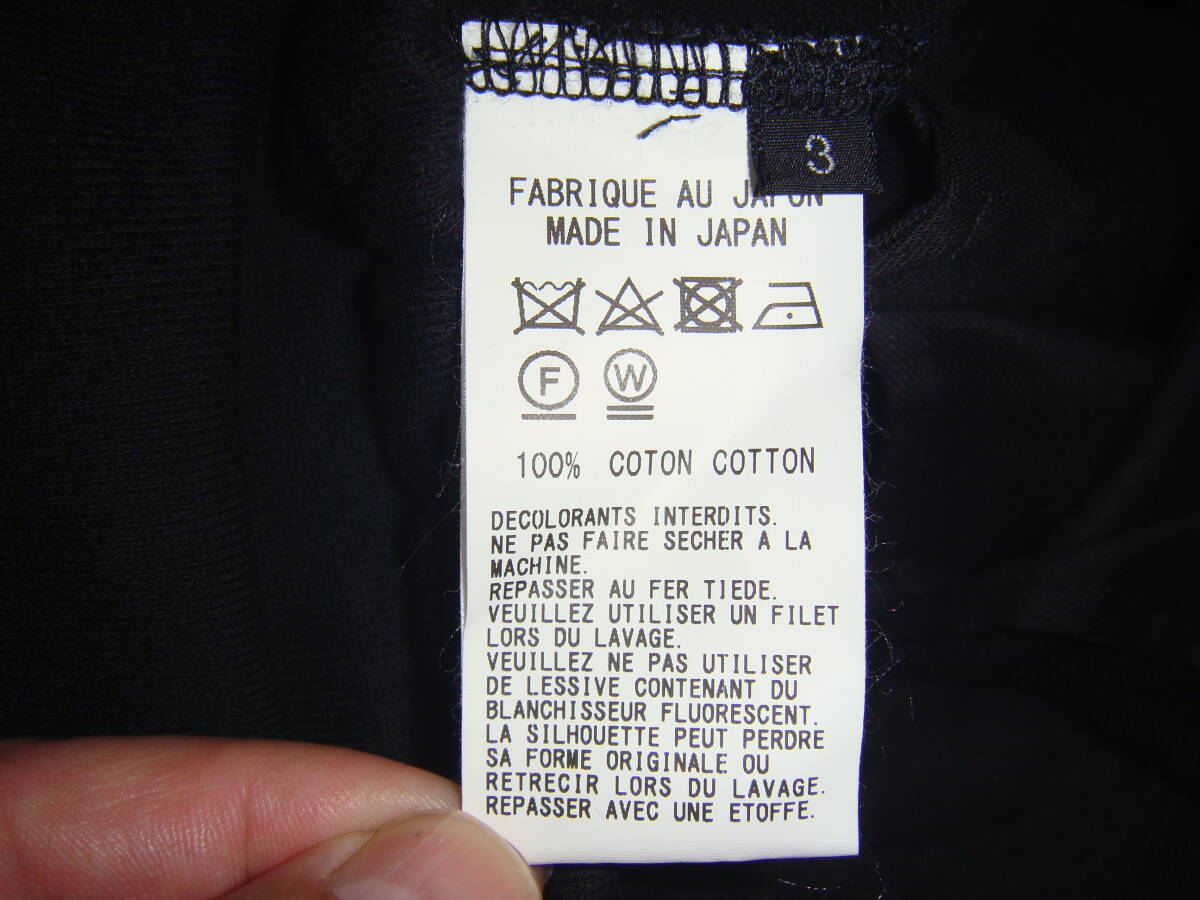 3
FABRIQUE AU JAPON
MADE IN JAPAN
F W
100% COTON COTTON
DECOLORANTS INTERDITS.
NE PAS FAIRE SECHER A LA
MACHINE.
REPASSER AU FER TIEDE.
VEUILLEZ UTILISER UN FILET
LORS DU LAVAGE.
VEUILLEZ NE PAS UTILISER
DE LESSIVE CONTENANT DU
BLANCHISSEUR FLUORESCENT.
LA SILHOUETTE PEUT PERDRE
SA FORME ORIGINALE OU
RETRECIR LORS DU LAVAGE.
REPASSER AVEC UNE ETOFFE.